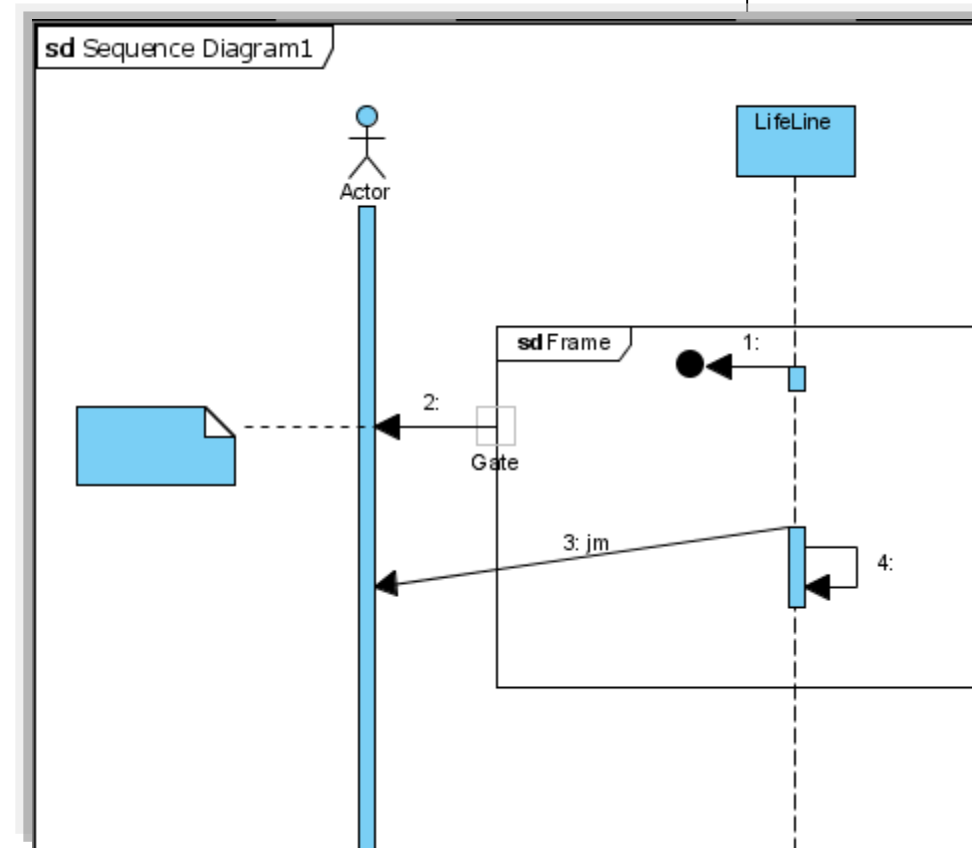 sd Sequence Diagram1
Actor
LifeLine
sd Frame
1:
2:
Gate
3: jm
4: